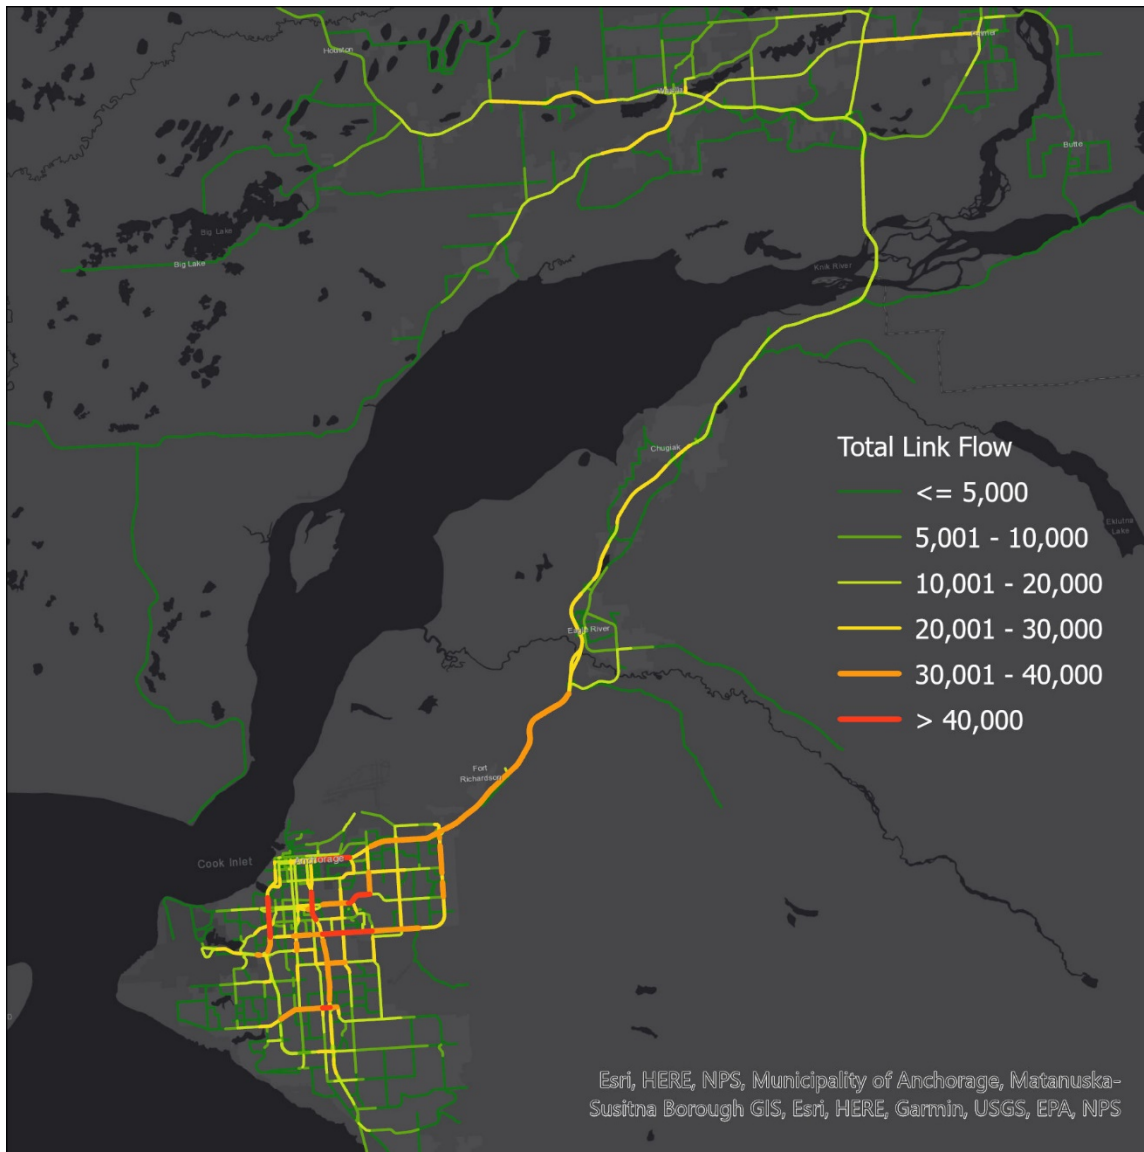 Houston
Palmer
Wasilla
Butte
Big Lake
Big Lake
Knik River
Chugiak
Total Link Flow
<= 5,000
5,001 - 10,000
10,001 - 20,000
20,001 - 30,000
30,001 - 40,000
> 40,000
Eklutna
Lake
Eagle River
Fort
Richardson
Cook Inlet
Anchorage
Esri, HERE, NPS, Municipality of Anchorage, Matanuska-
Susitna Borough GIS, Esri, HERE, Garmin, USGS, EPA, NPS